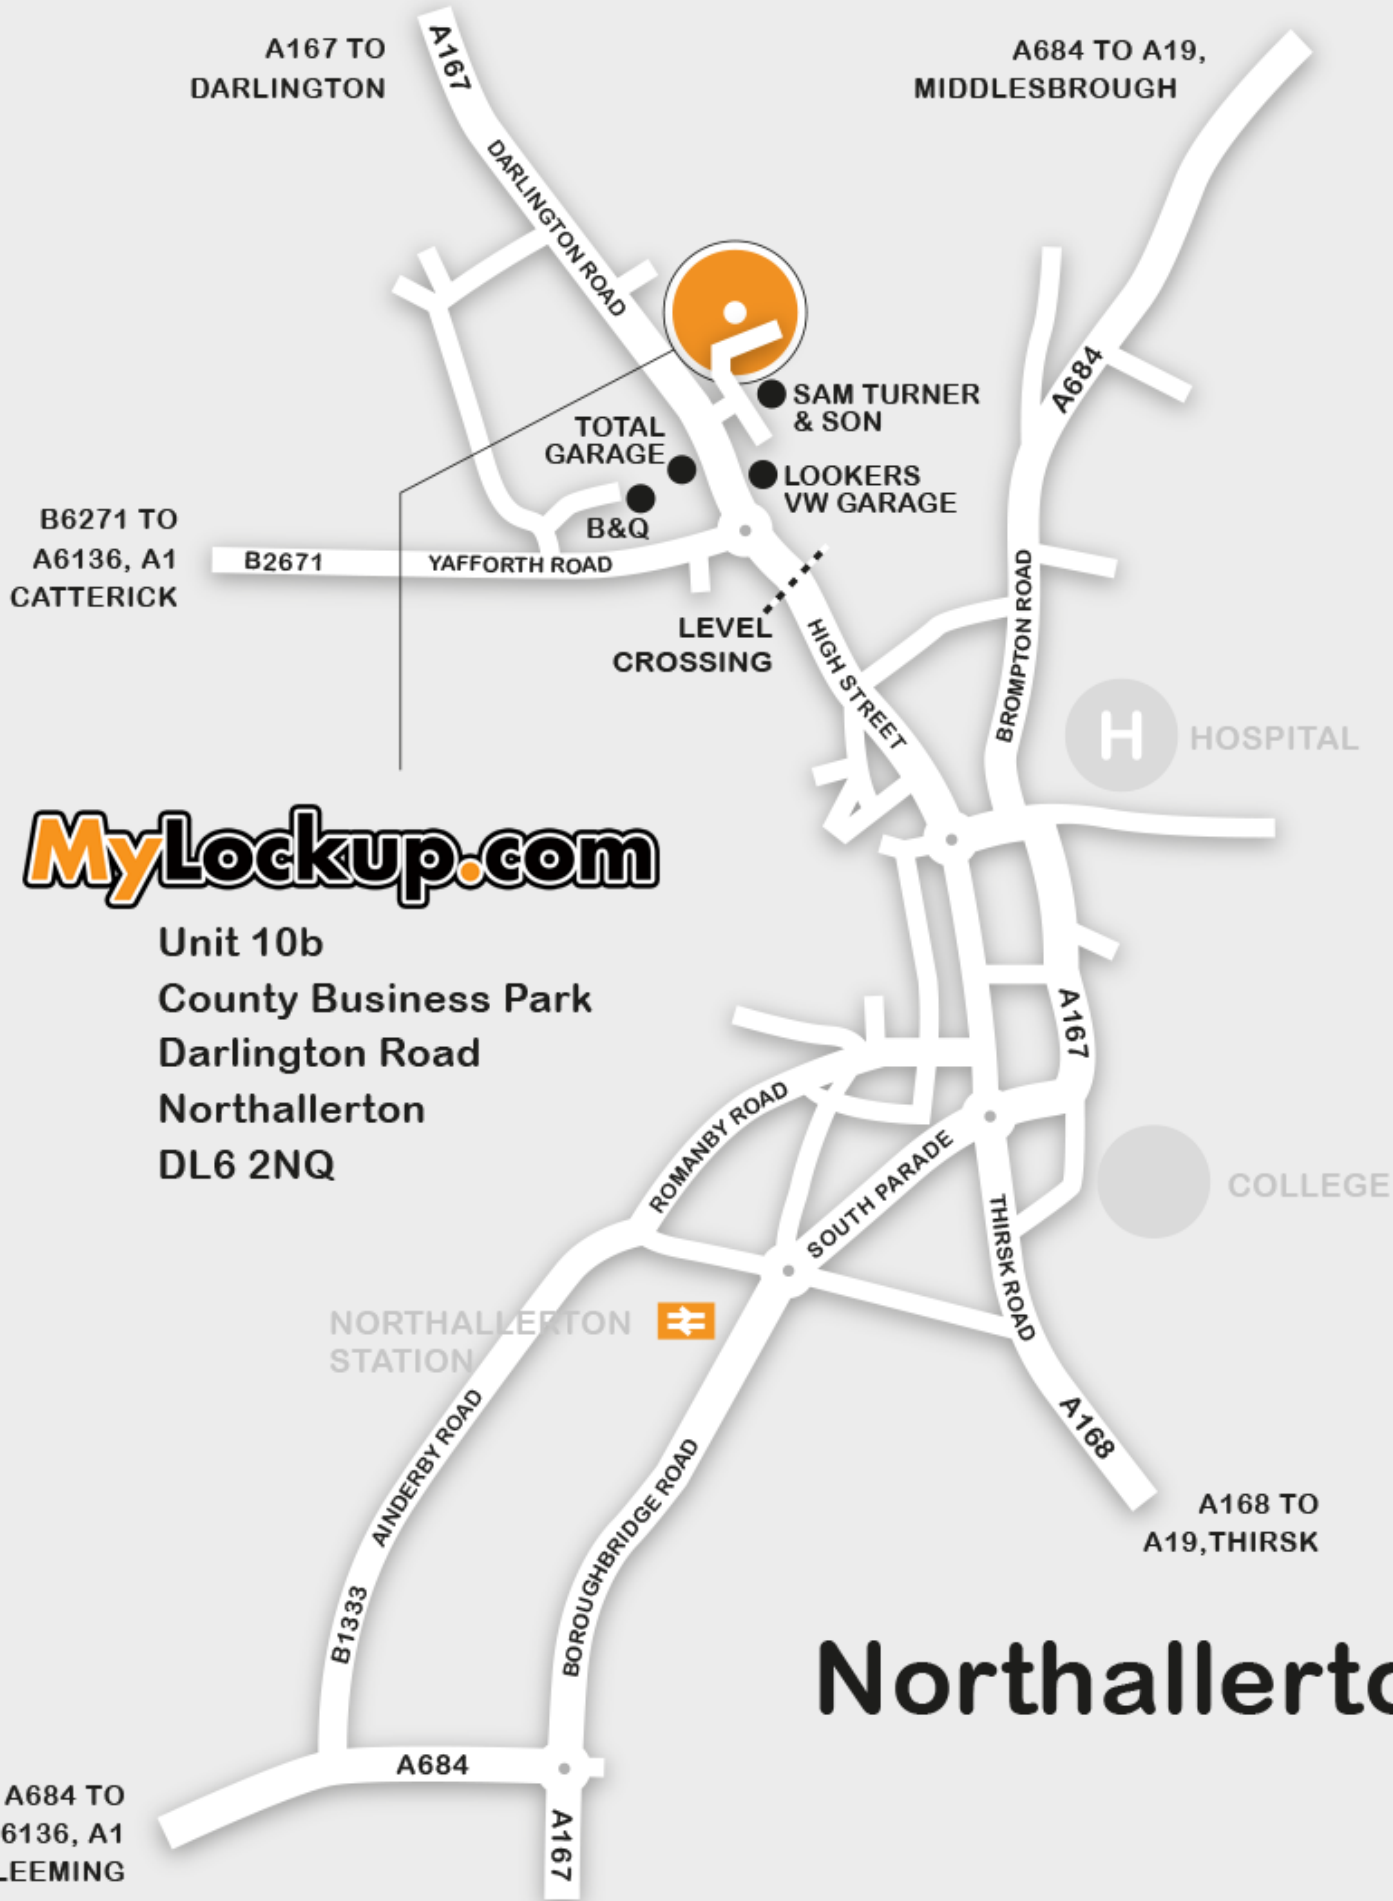 A167 TO
DARLINGTON
A167
A684 TO A19,
MIDDLESBROUGH
DARLINGTON ROAD
A684
SAM TURNER
& SON
TOTAL
GARAGE
LOOKERS
VW GARAGE
B&Q
B6271 TO
A6136, A1
CATTERICK
B2671
YAFFORTH ROAD
LEVEL
CROSSING
HIGH STREET
BROMPTON ROAD
H
HOSPITAL
MyLockup.com
Unit 10b
County Business Park
Darlington Road
Northallerton
DL6 2NQ
A167
ROMANBY ROAD
SOUTH PARADE
COLLEGE
THIRSK ROAD
NORTHALLERTON
STATION
AINDERBY ROAD
A168
BOROUGHBRIDGE ROAD
A168 TO
A19,THIRSK
B1333
Northallerto
A684
A684 TO
6136, A1
LEEMING
A167